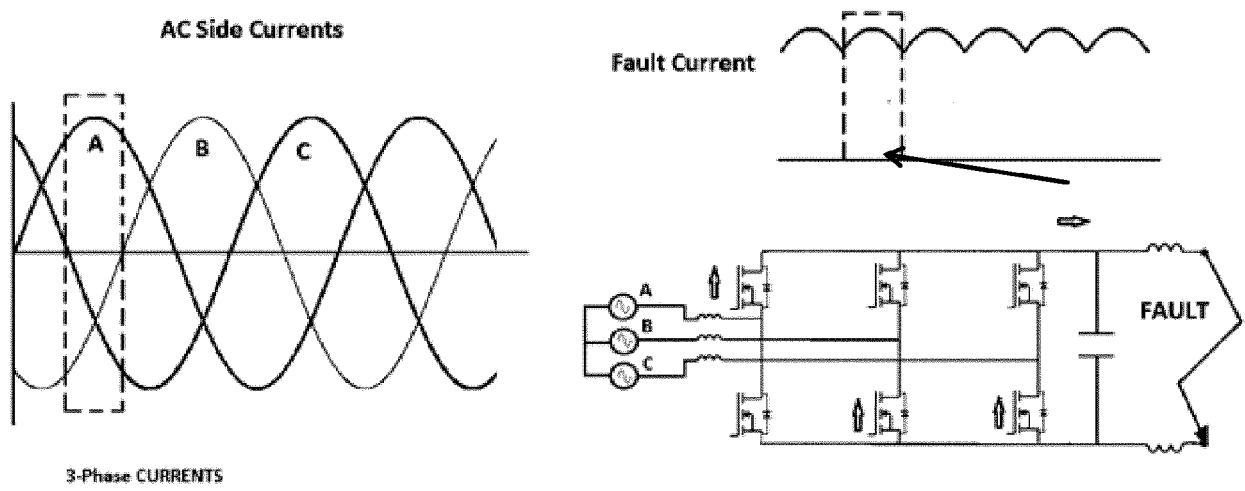 AC Side Currents
Fault Current
A
B
C
A
B
C
FAULT
3-Phase CURRENTS